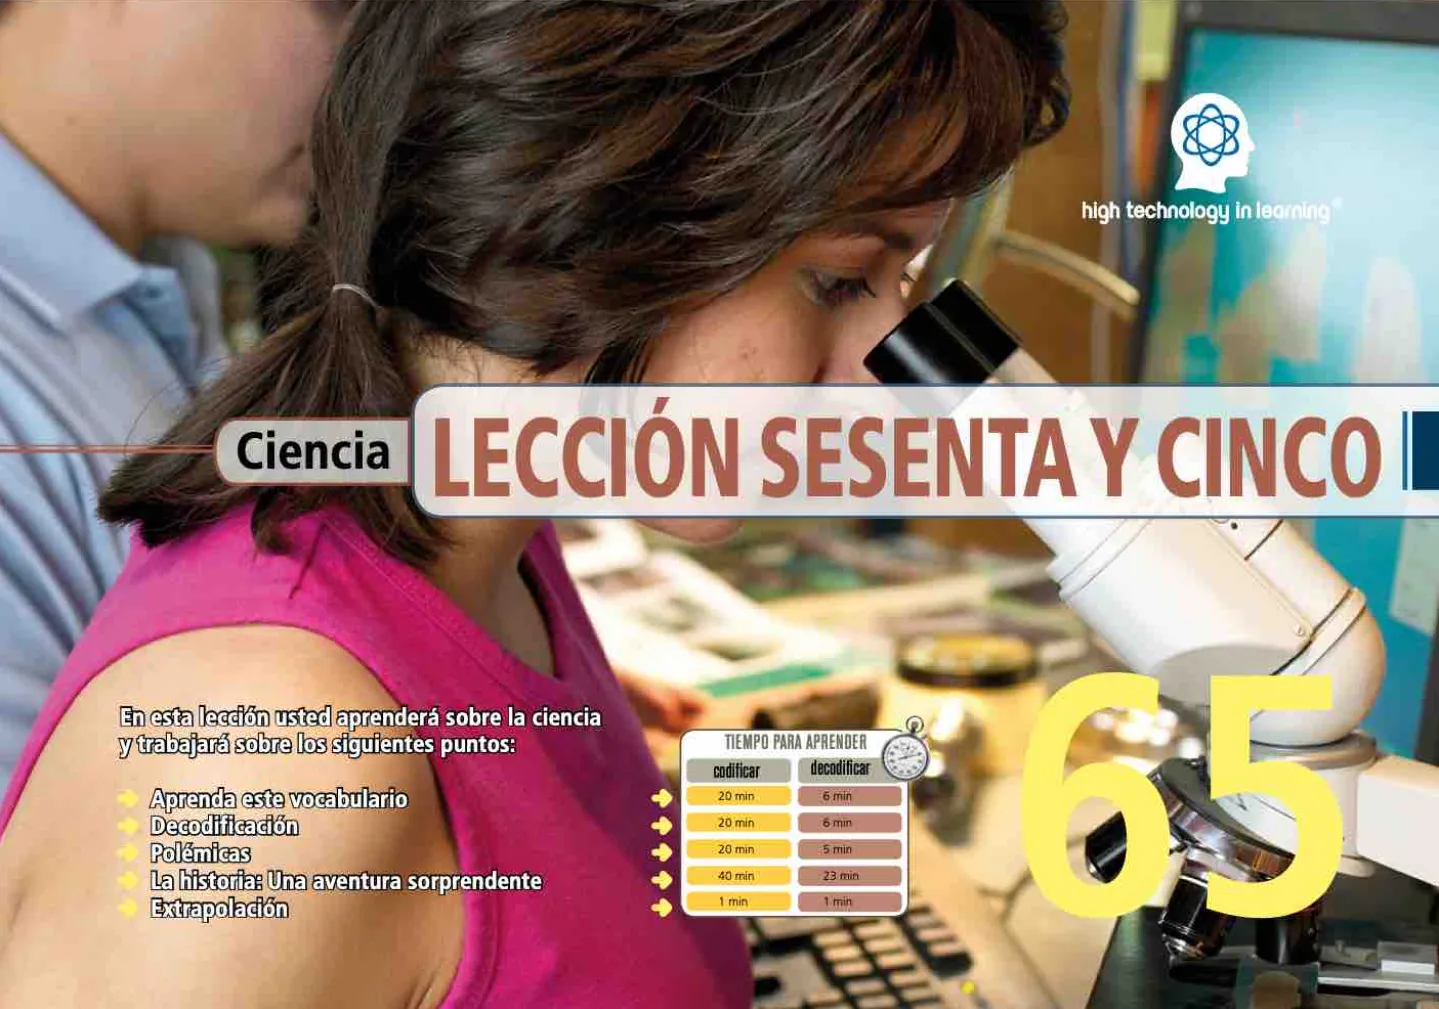 high technology in learning®
Ciencia
LECCIÓN SESENTA Y CINCO
En esta lección usted aprenderá sobre la ciencia
y trabajará sobre los siguientes puntos:
Aprenda este vocabulario
Decodificación
Polémicas
La historia: Una aventura sorprendente
Extrapolación
TIEMPO PARA APRENDER
codificar decodificar
20 min 6 min
20 min 6 min
20 min 5 min
40 min 23 min
1 min 1 min
65